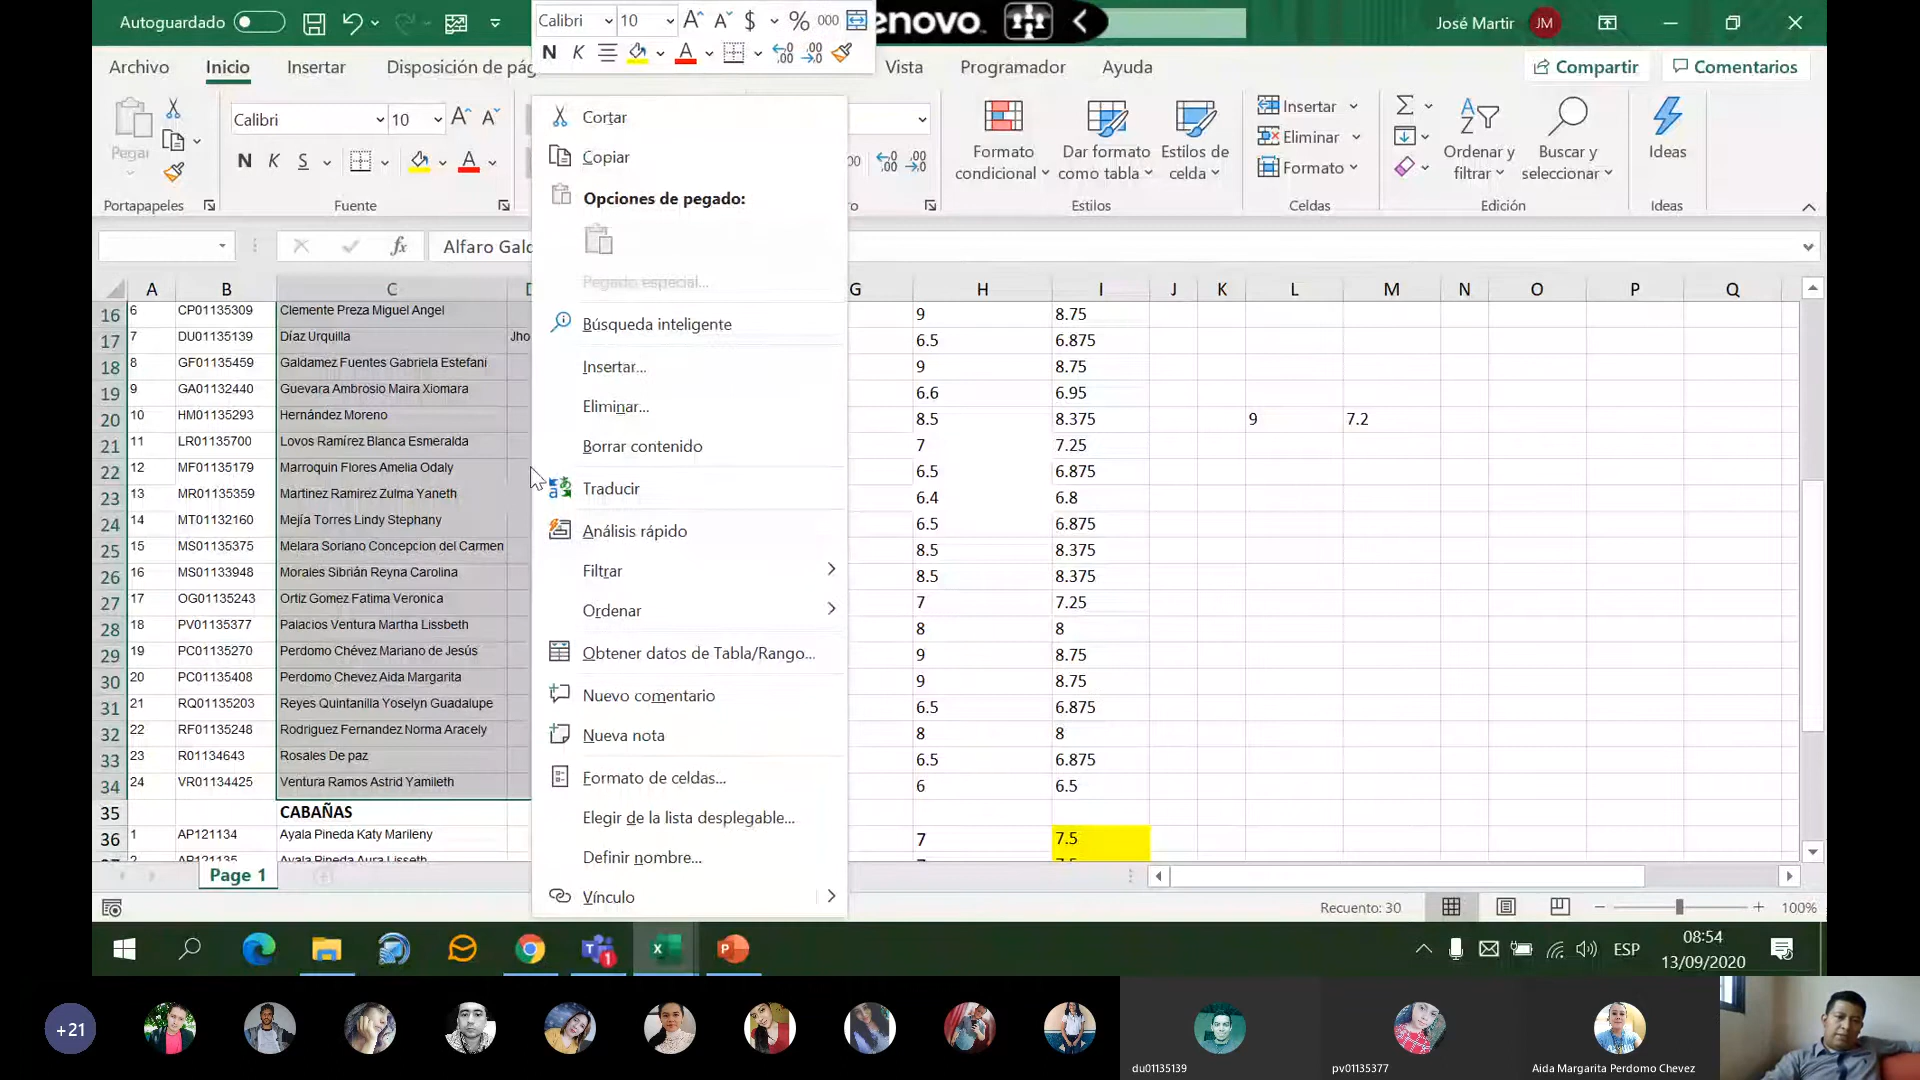 Autoguardado
Calibri 10 A A $ % 000
enovo
José Martir JM
N K A
Archivo Inicio Insertar Disposición de pág Vista Programador Ayuda Compartir Comentarios
Pegar
Calibri 10 A A
N K S A
Portapapeles Fuente
Formato condicional
Dar formato como tabla
Estilos de celda
Estilos
Insertar
Eliminar
Formato
Celdas
Ordenar y filtrar
Buscar y seleccionar
Edición
Ideas
Ideas
fx Alfaro Gald
Cortar
Copiar
Opciones de pegado:
Pegado especial...
Búsqueda inteligente
Insertar...
Eliminar...
Borrar contenido
Traducir
Análisis rápido
Filtrar
Ordenar
Obtener datos de Tabla/Rango...
Nuevo comentario
Nueva nota
Formato de celdas...
Elegir de la lista desplegable...
Definir nombre...
Vínculo
A B C D G H I J K L M N O P Q
16 6 CP01135309 Clemente Preza Miguel Angel 9 8.75
17 7 DU01135139 Díaz Urquilla Jho 6.5 6.875
18 8 GF01135459 Galdamez Fuentes Gabriela Estefani 9 8.75
19 9 GA01132440 Guevara Ambrosio Maira Xiomara 6.6 6.95
20 10 HM01135293 Hernández Moreno 8.5 8.375 9 7.2
21 11 LR01135700 Lovos Ramírez Blanca Esmeralda 7 7.25
22 12 MF01135179 Marroquin Flores Amelia Odaly 6.5 6.875
23 13 MR01135359 Martinez Ramirez Zulma Yaneth 6.4 6.8
24 14 MT01132160 Mejía Torres Lindy Stephany 6.5 6.875
25 15 MS01135375 Melara Soriano Concepcion del Carmen 8.5 8.375
26 16 MS01133948 Morales Sibrián Reyna Carolina 8.5 8.375
27 17 OG01135243 Ortiz Gomez Fatima Veronica 7 7.25
28 18 PV01135377 Palacios Ventura Martha Lissbeth 8 8
29 19 PC01135270 Perdomo Chévez Mariano de Jesús 9 8.75
30 20 PC01135408 Perdomo Chevez Aida Margarita 9 8.75
31 21 RQ01135203 Reyes Quintanilla Yoselyn Guadalupe 6.5 6.875
32 22 RF01135248 Rodriguez Fernandez Norma Aracely 8 8
33 23 R01134643 Rosales De paz 6.5 6.875
34 24 VR01134425 Ventura Ramos Astrid Yamileth 6 6.5
35 CABAÑAS
36 1 AP121134 Ayala Pineda Katy Marileny 7 7.5
2 AP121135 Ayala Pineda Aura Lisseth
Page 1
Recuento: 30 100%
ESP 08:54
13/09/2020
+21
du01135139 pv01135377 Aida Margarita Perdomo Chevez